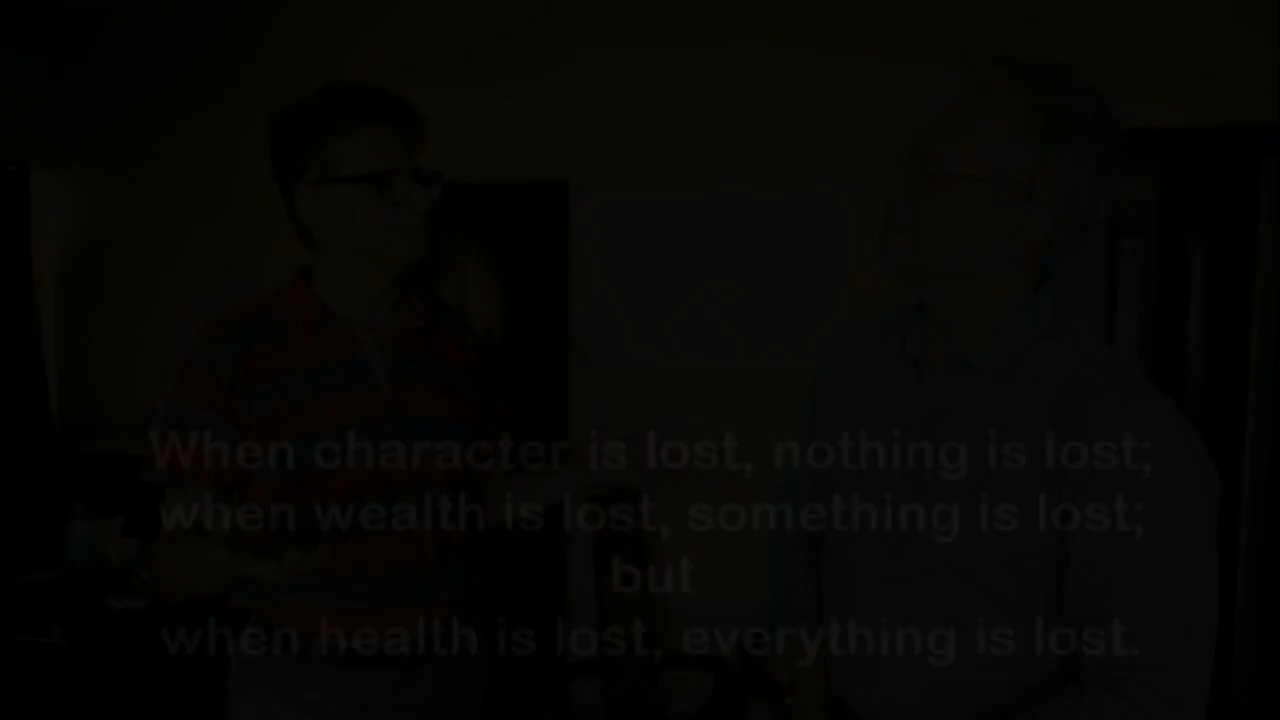 When character is lost, nothing is lost;
when wealth is lost, something is lost;
but
when health is lost, everything is lost.